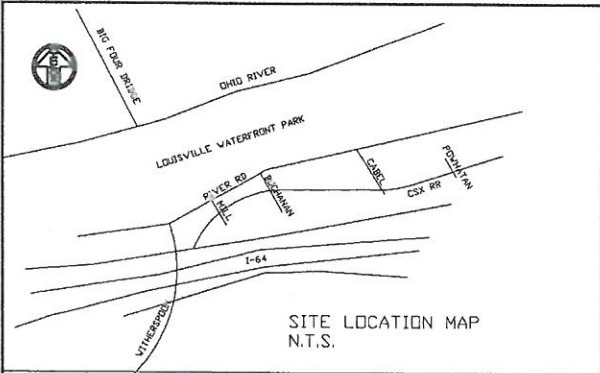 BIG FOUR BRIDGE
OHIO RIVER
LOUISVILLE WATERFRONT PARK
RIVER RD
MILL
BUCHANAN
CABEL
POWHATAN
CSX RR
I-64
WITHERSPOON
SITE LOCATION MAP
N.T.S.